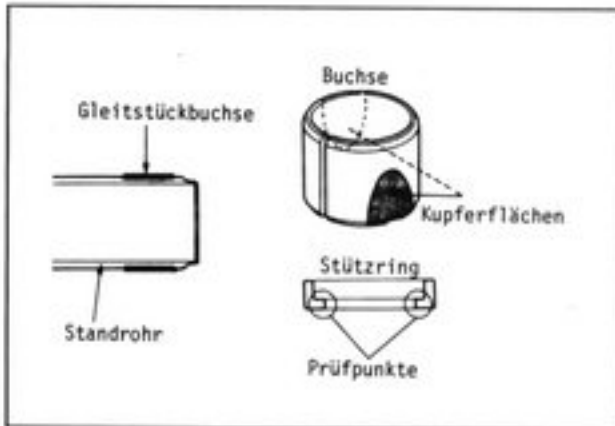 Buchse
Gleitstückbuchse
Kupferflächen
Stützring
Standrohr
Prüfpunkte